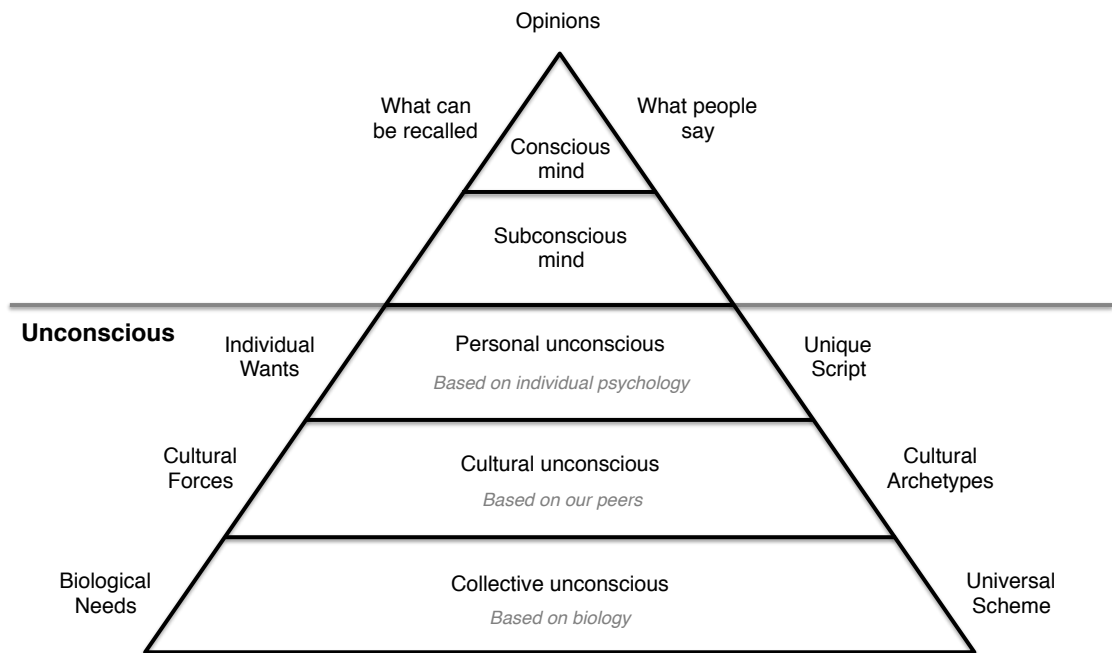 Opinions
What can
be recalled
What people
say
Conscious
mind
Subconscious
mind
Unconscious
Individual
Wants
Personal unconscious
Based on individual psychology
Unique
Script
Cultural
Forces
Cultural unconscious
Based on our peers
Cultural
Archetypes
Biological
Needs
Collective unconscious
Based on biology
Universal
Scheme